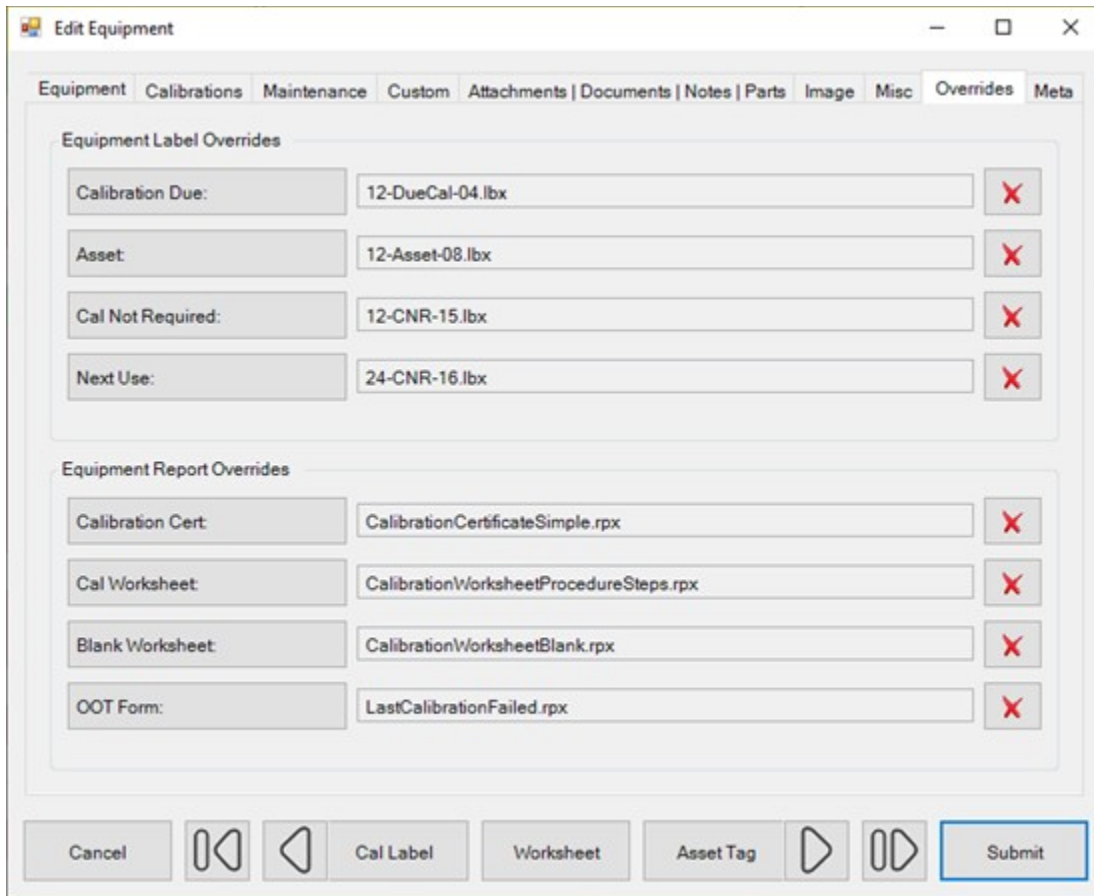 Edit Equipment
Equipment Calibrations Maintenance Custom Attachments | Documents | Notes | Parts Image Misc Overrides Meta
Equipment Label Overrides
Calibration Due: 12-DueCal-04.lbx
Asset: 12-Asset-08.lbx
Cal Not Required: 12-CNR-15.lbx
Next Use: 24-CNR-16.lbx
Equipment Report Overrides
Calibration Cert: CalibrationCertificateSimple.rpx
Cal Worksheet: CalibrationWorksheetProcedureSteps.rpx
Blank Worksheet: CalibrationWorksheetBlank.rpx
OOT Form: LastCalibrationFailed.rpx
Cancel Cal Label Worksheet Asset Tag Submit